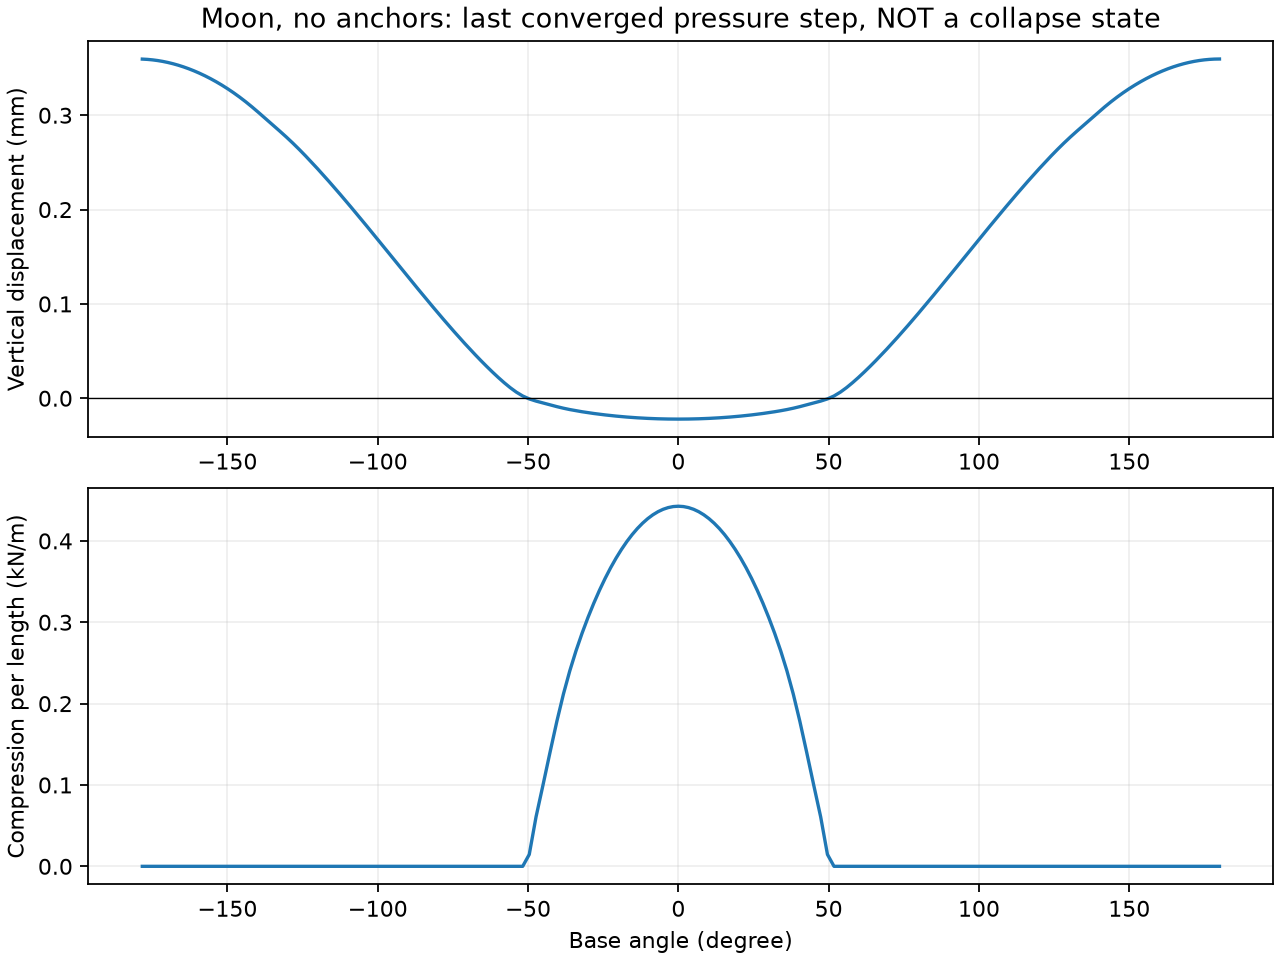 Moon, no anchors: last converged pressure step, NOT a collapse state
Vertical displacement (mm)
0.3
0.2
0.1
0.0
−150 −100 −50 0 50 100 150
Compression per length (kN/m)
0.4
0.3
0.2
0.1
0.0
−150 −100 −50 0 50 100 150
Base angle (degree)